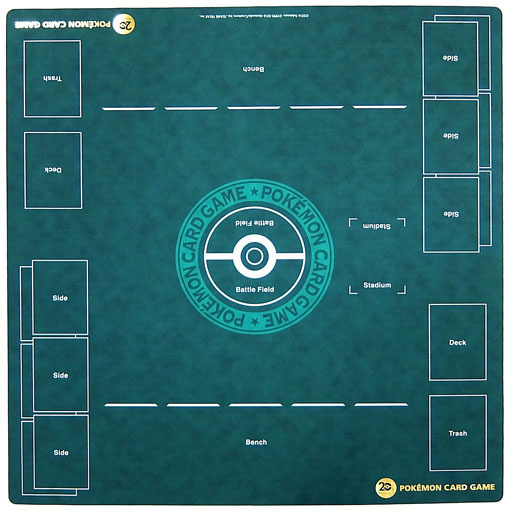 20 POKÉMON CARD GAME
Bench
Trash
Deck
Side
Side
Side
POKÉMON CARD GAME ★ POKÉMON CARD GAME ★
Battle Field
Battle Field
Stadium
Stadium
Side
Side
Side
Deck
Trash
Bench
20 POKÉMON CARD GAME